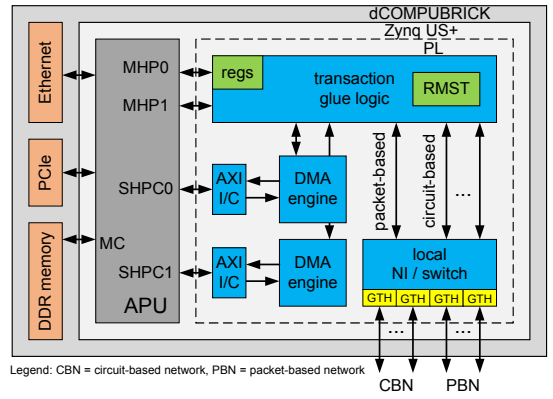 dCOMPUBRICK
Zynq US+
PL
Ethernet
PCIe
DDR memory
MHP0
MHP1
SHPC0
MC
SHPC1
APU
regs
transaction
glue logic
RMST
AXI
I/C
DMA
engine
AXI
I/C
DMA
engine
packet-based
circuit-based
...
local
NI / switch
GTH
GTH
GTH
GTH
...
...
Legend: CBN = circuit-based network, PBN = packet-based network
CBN
PBN